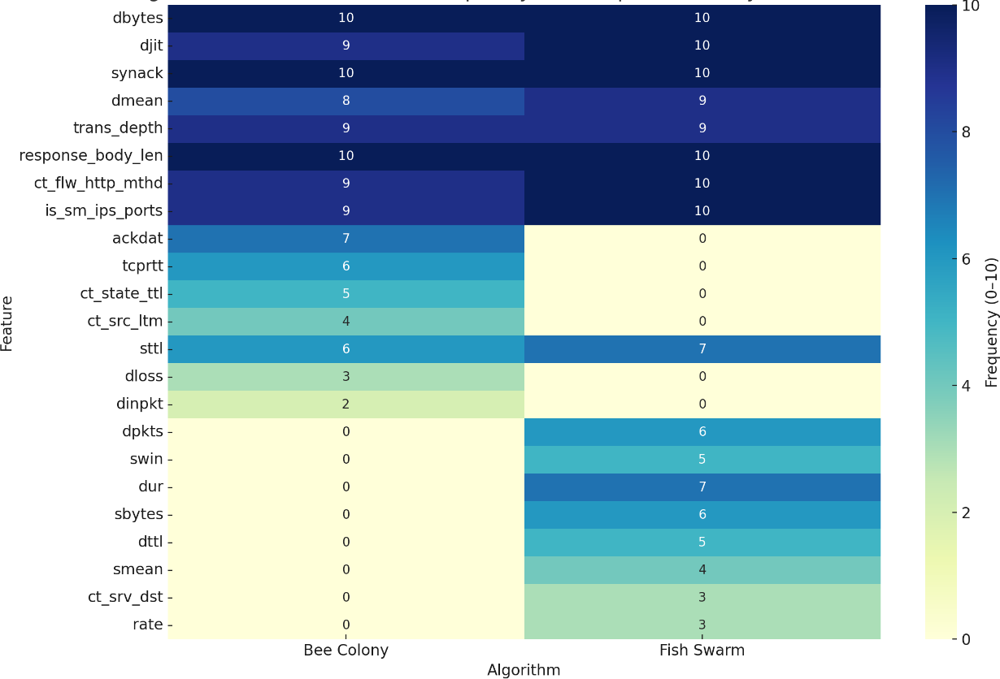 dbytes 10 10
djit 9 10
synack 10 10
dmean 8 9
trans_depth 9 9
response_body_len 10 10
ct_flw_http_mthd 9 10
is_sm_ips_ports 9 10
ackdat 7 0
tcprtt 6 0
ct_state_ttl 5 0
ct_src_ltm 4 0
sttl 6 7
dloss 3 0
dinpkt 2 0
dpkts 0 6
swin 0 5
dur 0 7
sbytes 0 6
dttl 0 5
smean 0 4
ct_srv_dst 0 3
rate 0 3
Bee Colony Fish Swarm
Algorithm
Feature
10
8
6
4
2
0
Frequency (0–10)